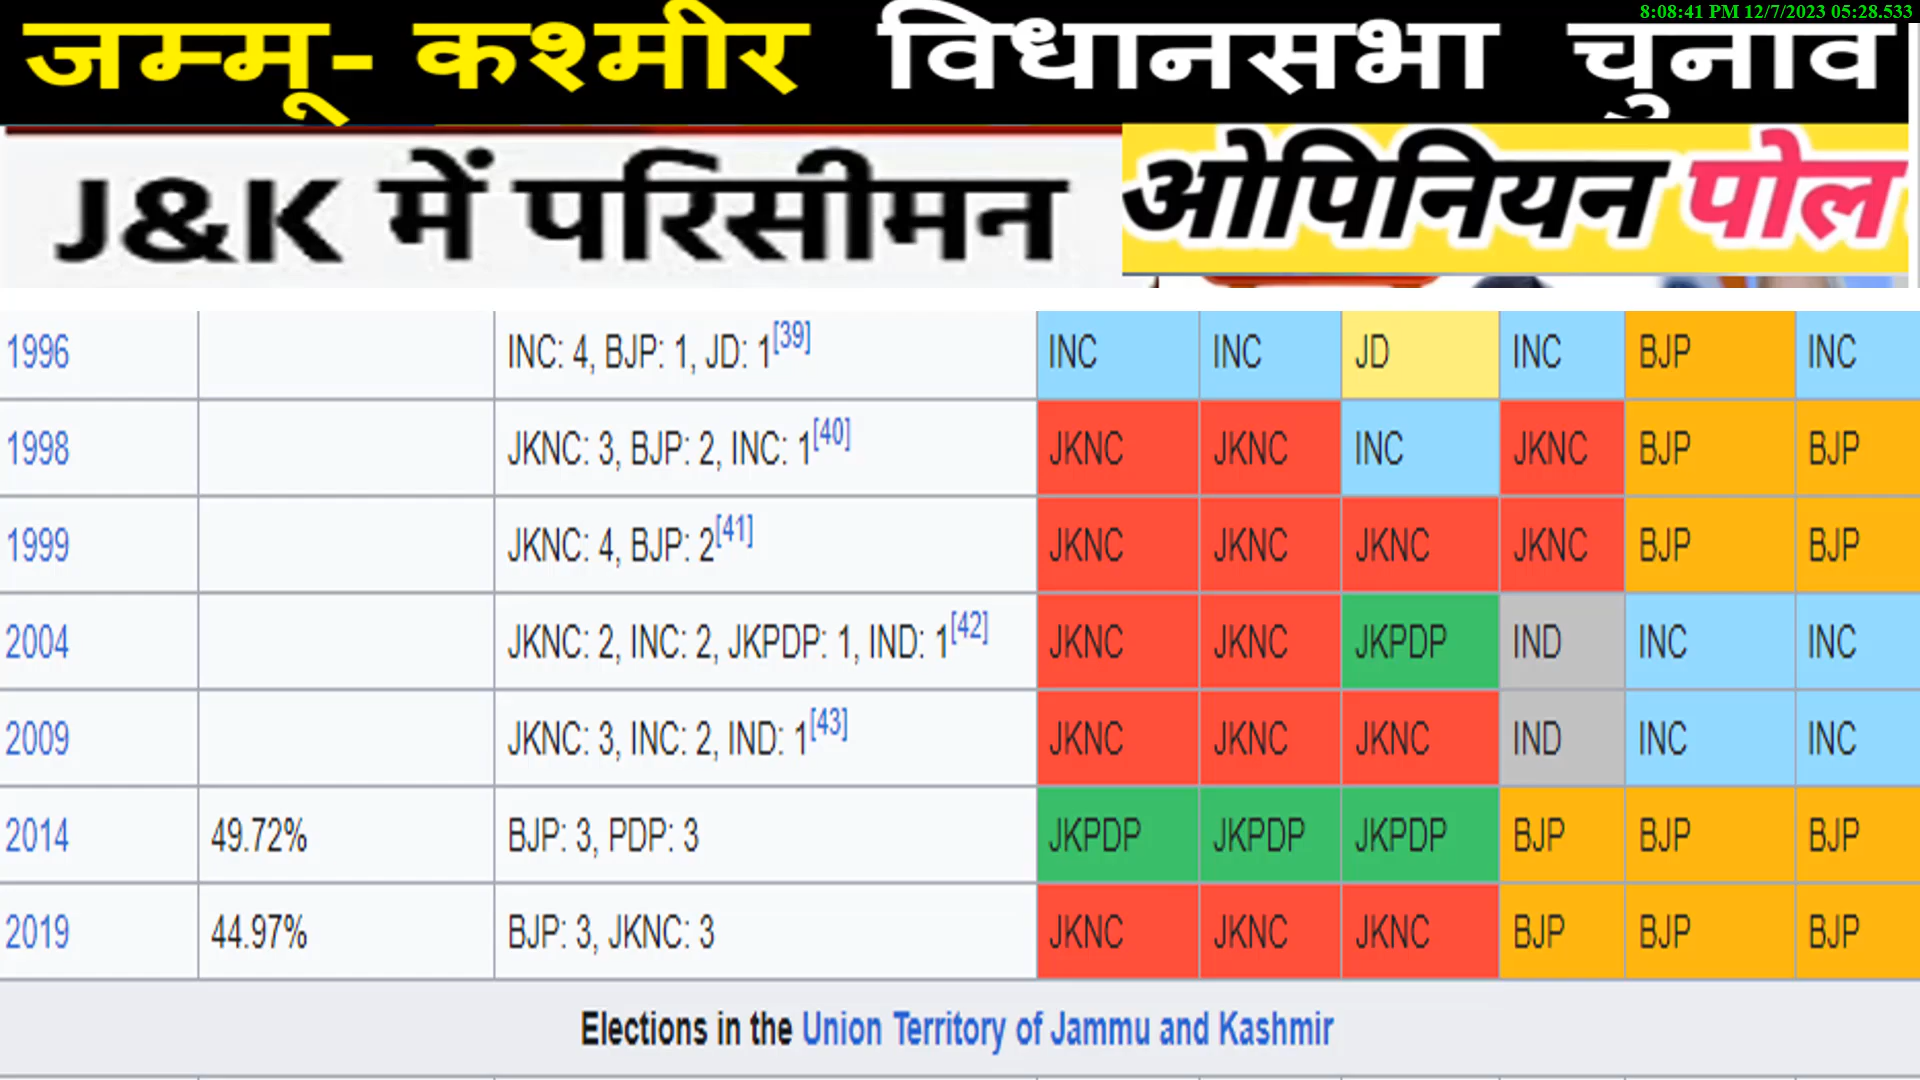 8:08:41 PM 12/7/2023 05:28.533
जम्मू- कश्मीर विधानसभा चुनाव
J&K में परिसीमन
ओपिनियन पोल
1996 INC: 4, BJP: 1, JD: 1[39] INC INC JD INC BJP INC
1998 JKNC: 3, BJP: 2, INC: 1[40] JKNC JKNC INC JKNC BJP BJP
1999 JKNC: 4, BJP: 2[41] JKNC JKNC JKNC JKNC BJP BJP
2004 JKNC: 2, INC: 2, JKPDP: 1, IND: 1[42] JKNC JKNC JKPDP IND INC INC
2009 JKNC: 3, INC: 2, IND: 1[43] JKNC JKNC JKNC IND INC INC
2014 49.72% BJP: 3, PDP: 3 JKPDP JKPDP JKPDP BJP BJP BJP
2019 44.97% BJP: 3, JKNC: 3 JKNC JKNC JKNC BJP BJP BJP
Elections in the Union Territory of Jammu and Kashmir